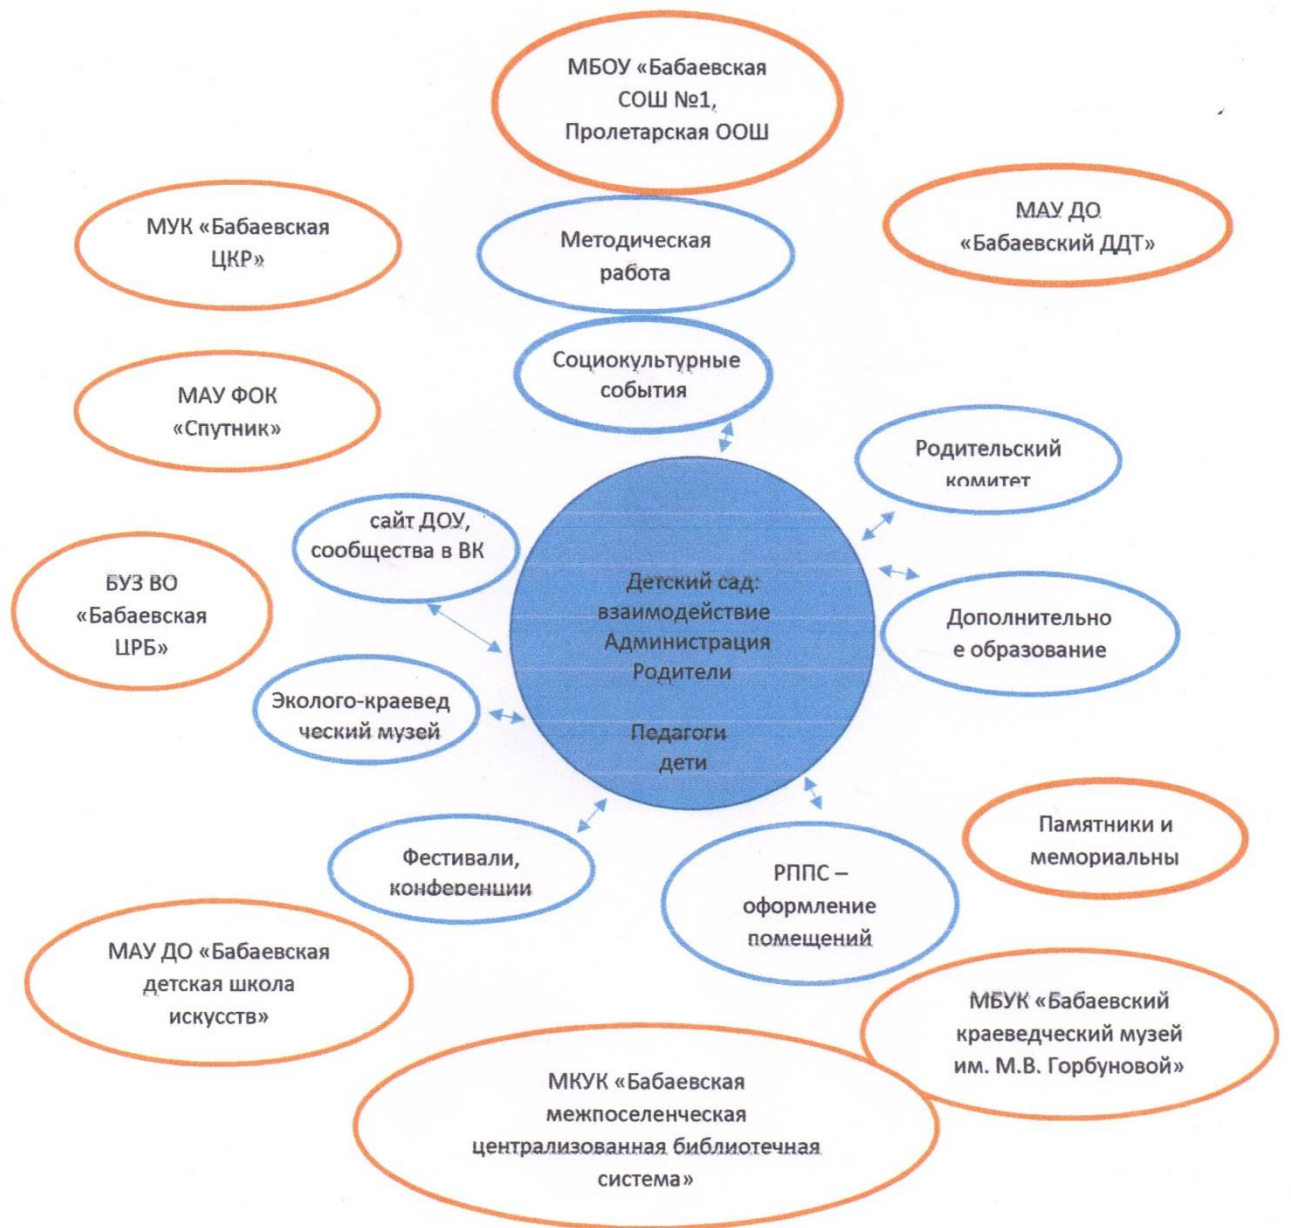 МБОУ «Бабаевская
СОШ №1,
Пролетарская ООШ
МУК «Бабаевская
ЦКР»
Методическая
работа
МАУ ДО
«Бабаевский ДДТ»
Социокультурные
события
МАУ ФОК
«Спутник»
Родительский
комитет
сайт ДОУ,
сообщества в ВК
БУЗ ВО
«Бабаевская
ЦРБ»
Детский сад:
взаимодействие
Администрация
Родители
Педагоги
дети
Дополнительно
е образование
Эколого-краевед
ческий музей
Фестивали,
конференции
РППС –
оформление
помещений
Памятники и
мемориальны
МАУ ДО «Бабаевская
детская школа
искусств»
МБУК «Бабаевский
краеведческий музей
им. М.В. Горбуновой»
МКУК «Бабаевская
межпоселенческая
централизованная библиотечная
система»